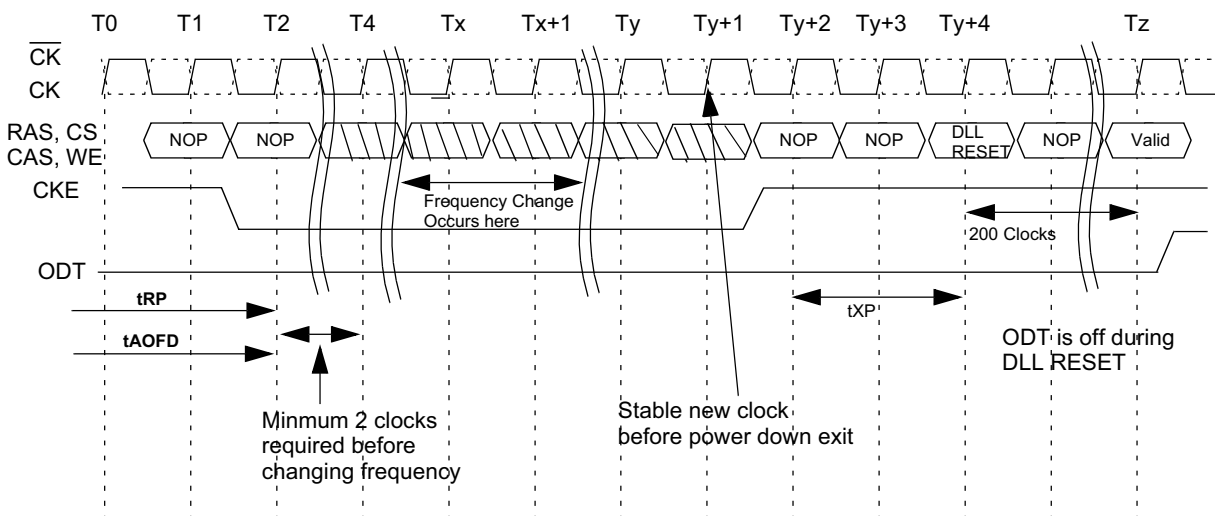 T0 T1 T2 T4 Tx Tx+1 Ty Ty+1 Ty+2 Ty+3 Ty+4 Tz
CK
CK
RAS, CS
CAS, WE
NOP NOP NOP NOP DLL RESET NOP Valid
CKE
Frequency Change
Occurs here
200 Clocks
ODT
tRP
tXP
tAOFD
ODT is off during
DLL RESET
Minmum 2 clocks
required before
changing frequency
Stable new clock
before power down exit